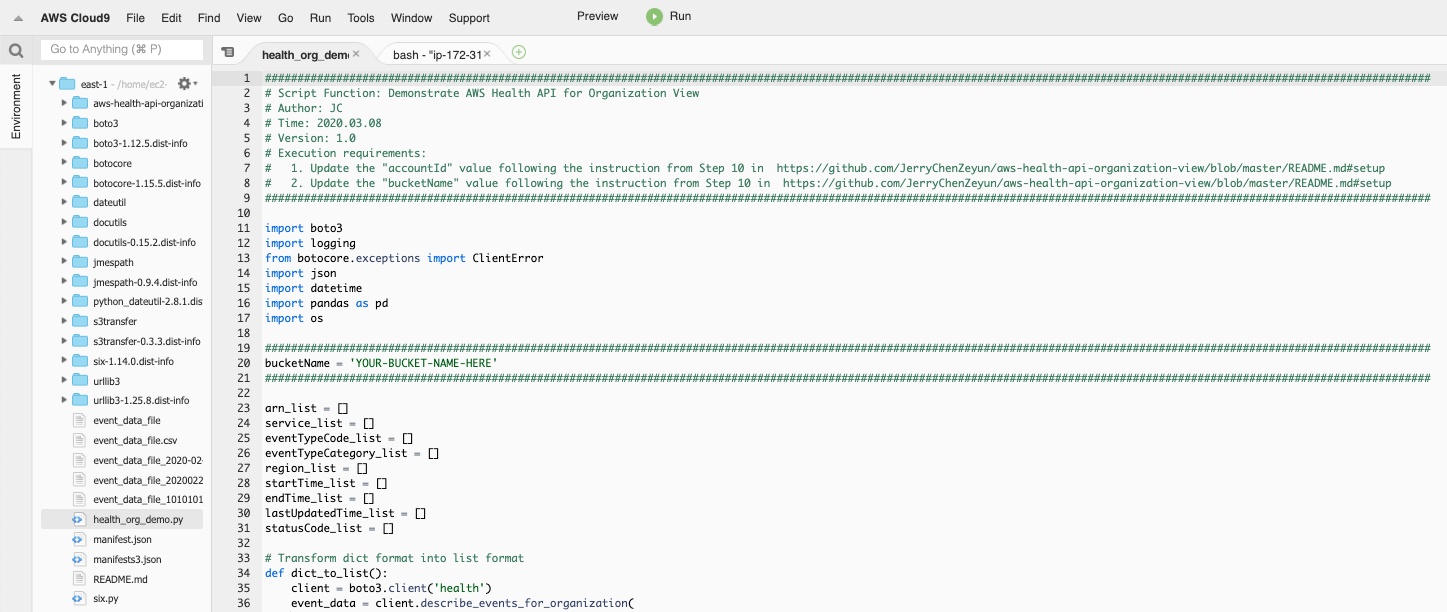 AWS Cloud9 File Edit Find View Go Run Tools Window Support Preview Run
Go to Anything (⌘ P)
health_org_demo
bash - "ip-172-31
Environment
east-1 - /home/ec2-
aws-health-api-organizati
boto3
boto3-1.12.5.dist-info
botocore
botocore-1.15.5.dist-info
dateutil
docutils
docutils-0.15.2.dist-info
jmespath
jmespath-0.9.4.dist-info
python_dateutil-2.8.1.dis
s3transfer
s3transfer-0.3.3.dist-info
six-1.14.0.dist-info
urllib3
urllib3-1.25.8.dist-info
event_data_file
event_data_file.csv
event_data_file_2020-02-
event_data_file_2020022
event_data_file_1010101
health_org_demo.py
manifest.json
manifests3.json
README.md
six.py
1 ####################################################################################################################################################################################
2 # Script Function: Demonstrate AWS Health API for Organization View
3 # Author: JC
4 # Time: 2020.03.08
5 # Version: 1.0
6 # Execution requirements:
7 #   1. Update the "accountId" value following the instruction from Step 10 in  https://github.com/JerryChenZeyun/aws-health-api-organization-view/blob/master/README.md#setup
8 #   2. Update the "bucketName" value following the instruction from Step 10 in  https://github.com/JerryChenZeyun/aws-health-api-organization-view/blob/master/README.md#setup
9 ####################################################################################################################################################################################
10
11 import boto3
12 import logging
13 from botocore.exceptions import ClientError
14 import json
15 import datetime
16 import pandas as pd
17 import os
18
19 ####################################################################################################################################################################################
20 bucketName = 'YOUR-BUCKET-NAME-HERE'
21 ####################################################################################################################################################################################
22
23 arn_list = []
24 service_list = []
25 eventTypeCode_list = []
26 eventTypeCategory_list = []
27 region_list = []
28 startTime_list = []
29 endTime_list = []
30 lastUpdatedTime_list = []
31 statusCode_list = []
32
33 # Transform dict format into list format
34 def dict_to_list():
35     client = boto3.client('health')
36     event_data = client.describe_events_for_organization(